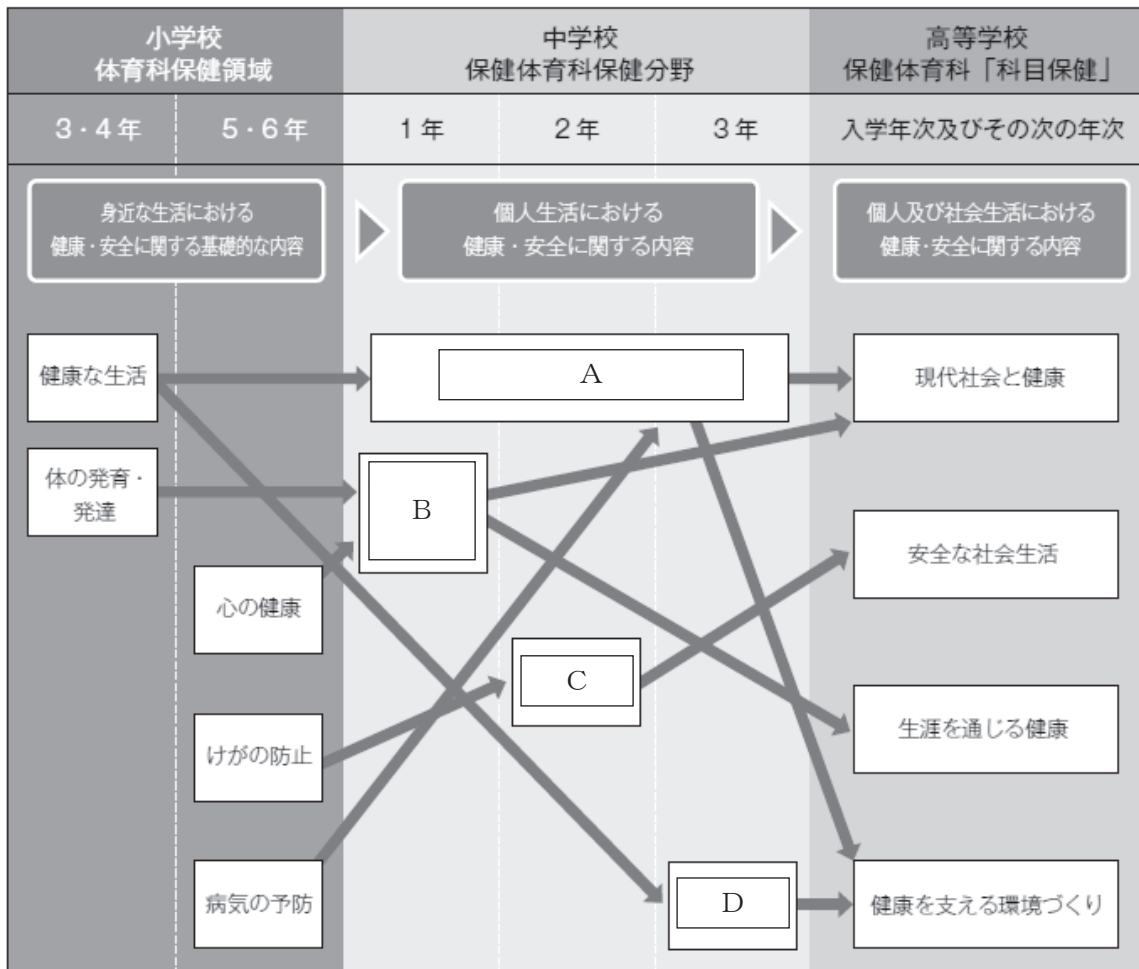 小学校
体育科保健領域
中学校
保健体育科保健分野
高等学校
保健体育科「科目保健」
3・4年
5・6年
1年
2年
3年
入学年次及びその次の年次
身近な生活における
健康・安全に関する基礎的な内容
個人生活における
健康・安全に関する内容
個人及び社会生活における
健康・安全に関する内容
健康な生活
A
現代社会と健康
体の発育・
発達
B
安全な社会生活
心の健康
C
生涯を通じる健康
けがの防止
病気の予防
D
健康を支える環境づくり